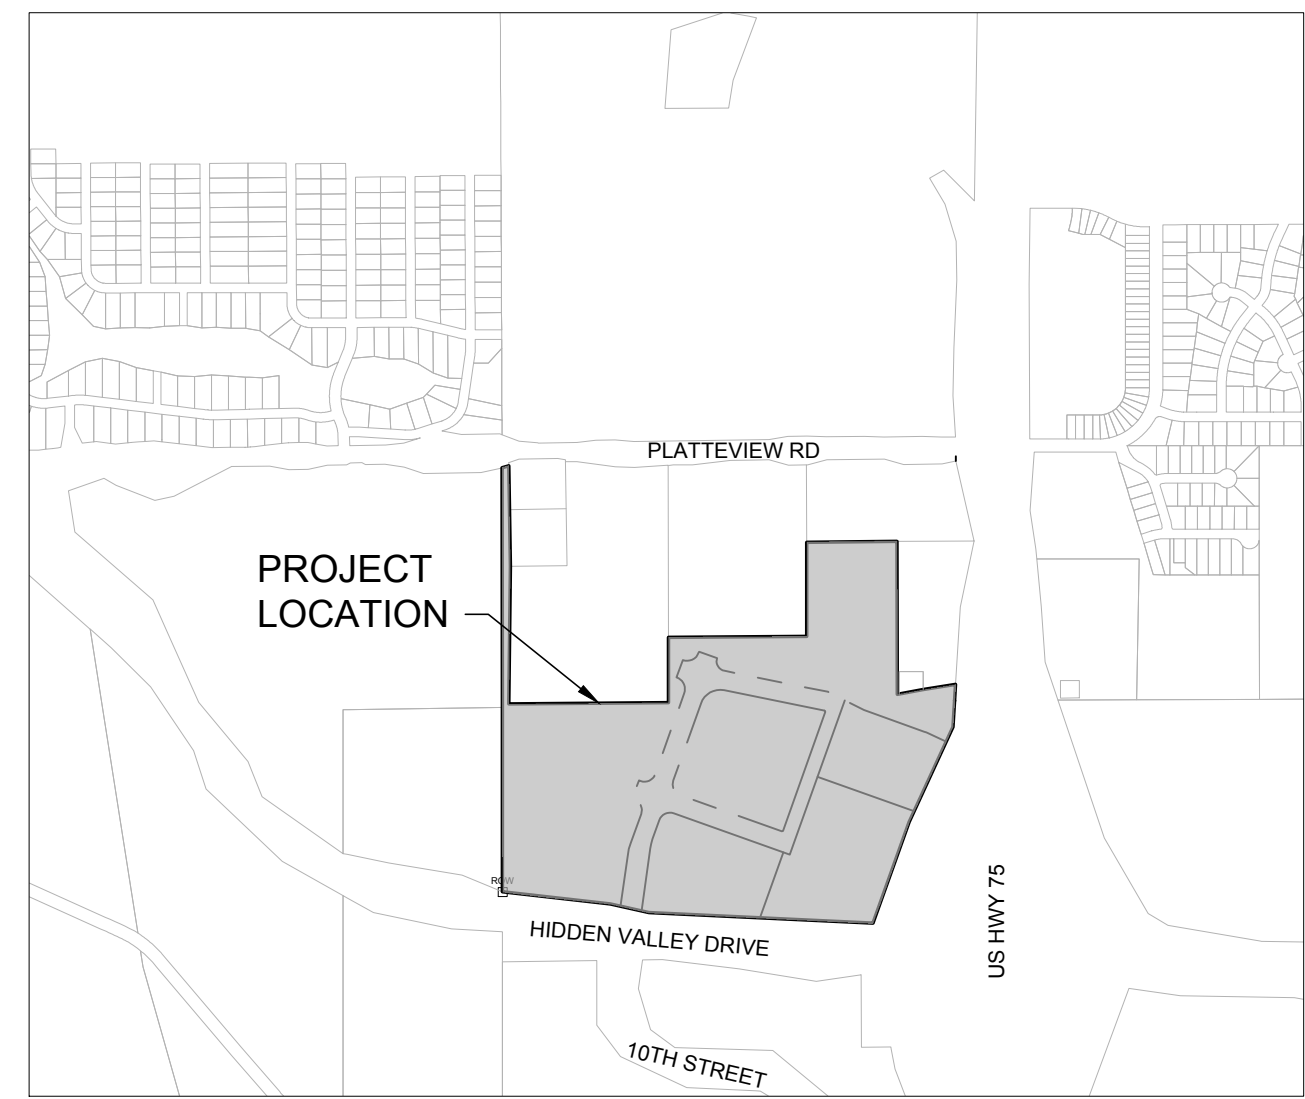 PLATTEVIEW RD
PROJECT
LOCATION
ROW
HIDDEN VALLEY DRIVE
US HWY 75
10TH STREET